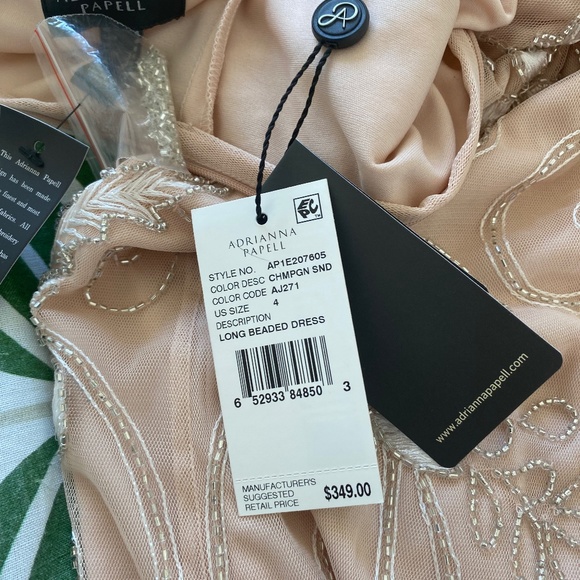 PAPELL
This Adrianna Papell
has been made
finest and most
fabrics. All
EPC TM
ADRIANNA
PAPELL
STYLE NO. AP1E207605
COLOR DESC CHMPGN SND
COLOR CODE AJ271
US SIZE 4
DESCRIPTION
LONG BEADED DRESS
6 52933 84850 3
MANUFACTURER'S
SUGGESTED
RETAIL PRICE $349.00
www.adriannapapell.com